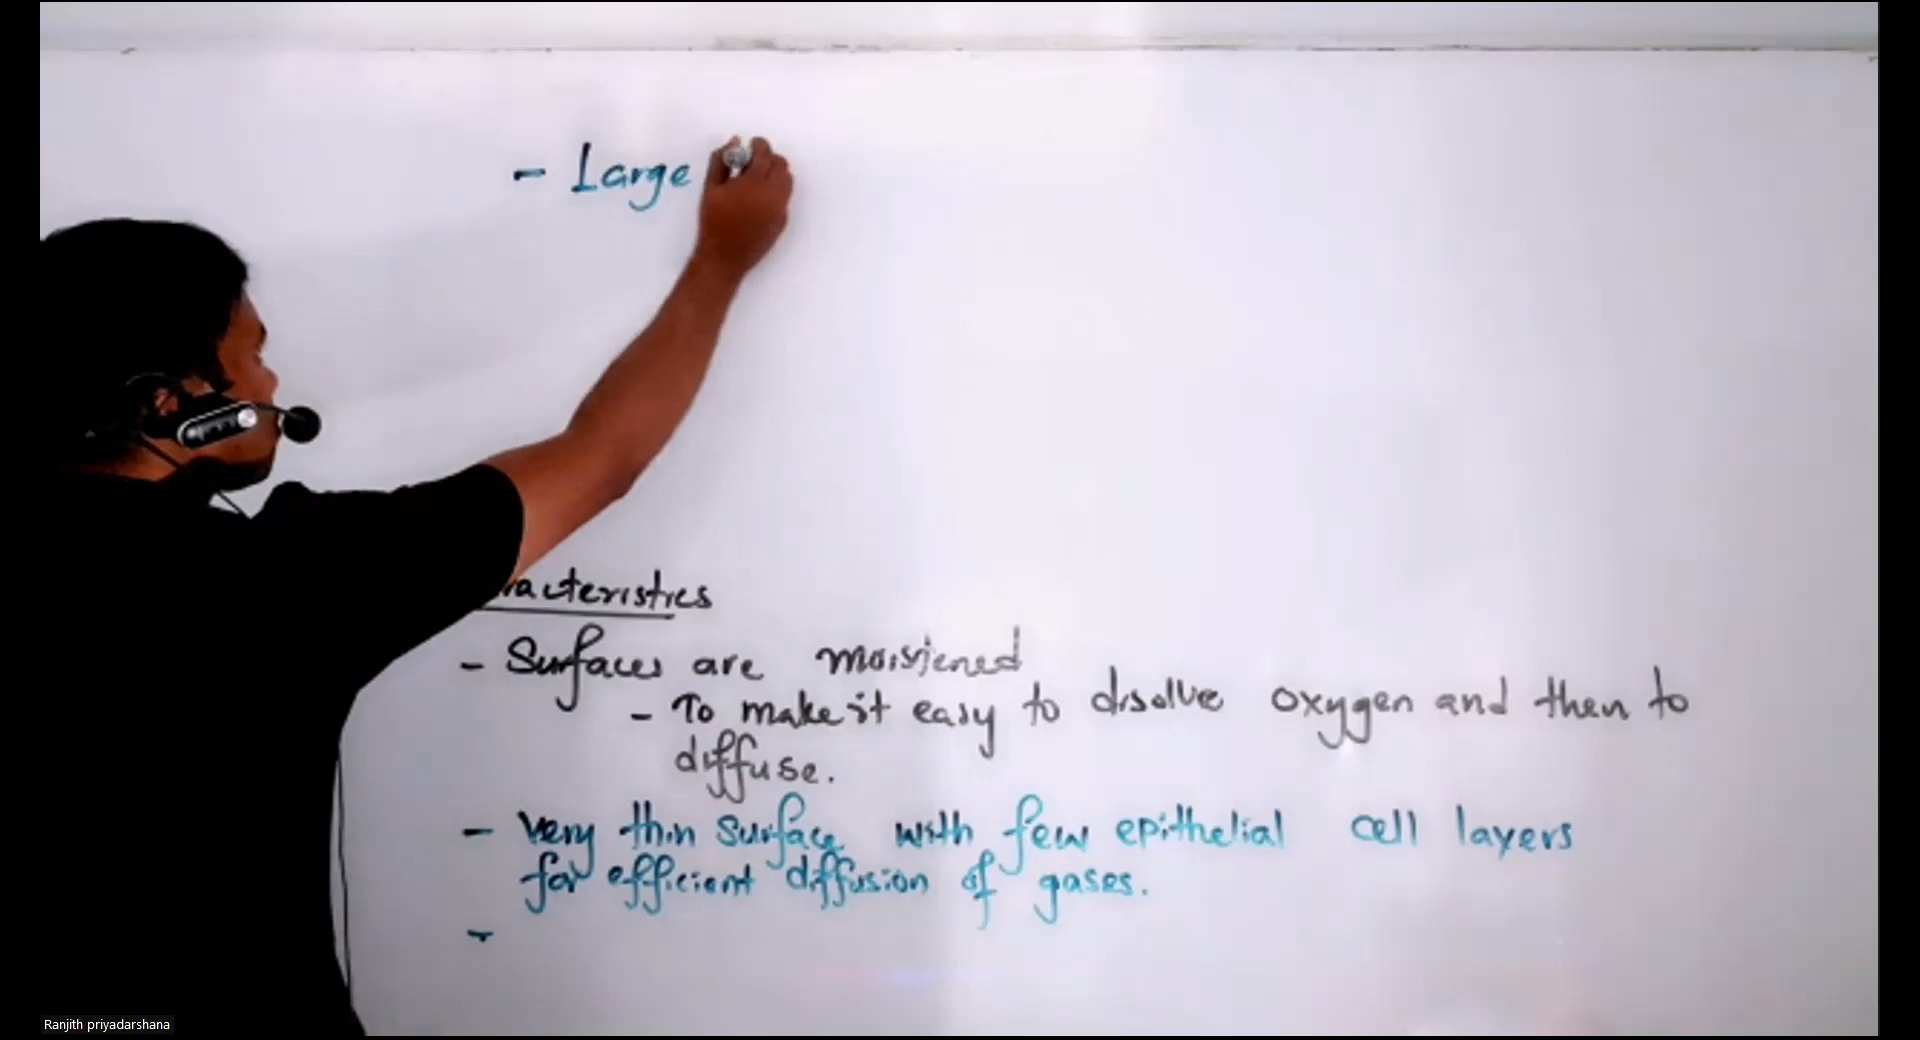 - Large
racteristics
- Surfaces are moistened
- To make it easy to disolve oxygen and then to
diffuse.
- Very thin surface with few epithelial cell layers
for efficient diffusion of gases.
-
Ranjith priyadarshana